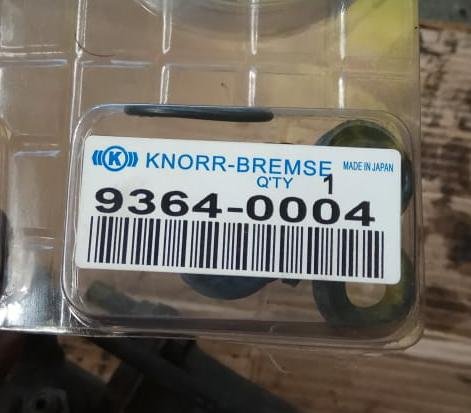 K KNORR-BREMSE MADE IN JAPAN
Q'TY 1
9364-0004